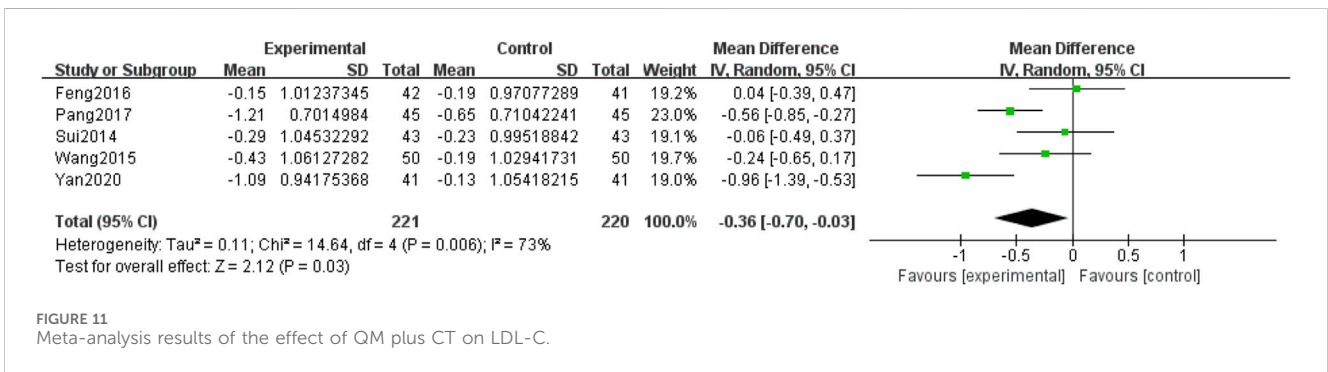 Experimental Control Mean Difference Mean Difference
Study or Subgroup Mean SD Total Mean SD Total Weight IV, Random, 95% CI IV, Random, 95% CI
Feng2016 -0.15 1.01237345 42 -0.19 0.97077289 41 19.2% 0.04 [-0.39, 0.47]
Pang2017 -1.21 0.7014984 45 -0.65 0.71042241 45 23.0% -0.56 [-0.85, -0.27]
Sui2014 -0.29 1.04532292 43 -0.23 0.99518842 43 19.1% -0.06 [-0.49, 0.37]
Wang2015 -0.43 1.06127282 50 -0.19 1.02941731 50 19.7% -0.24 [-0.65, 0.17]
Yan2020 -1.09 0.94175368 41 -0.13 1.05418215 41 19.0% -0.96 [-1.39, -0.53]
Total (95% CI) 221 220 100.0% -0.36 [-0.70, -0.03]
Heterogeneity: Tau² = 0.11; Chi² = 14.64, df = 4 (P = 0.006); I² = 73%
Test for overall effect: Z = 2.12 (P = 0.03)
-1 -0.5 0 0.5 1
Favours [experimental] Favours [control]
FIGURE 11
Meta-analysis results of the effect of QM plus CT on LDL-C.